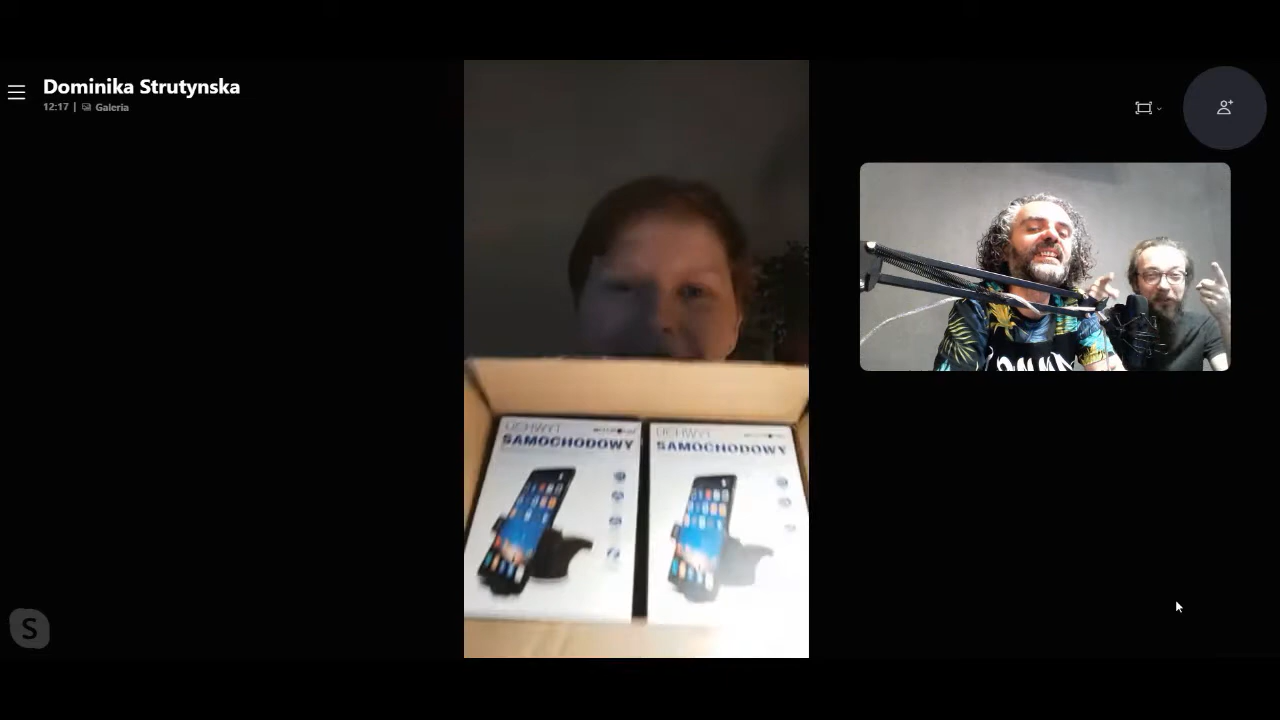 Dominika Strutynska
12:17 | Galeria
UCHWYT
SAMOCHODOWY
UCHWYT
SAMOCHODOWY
S